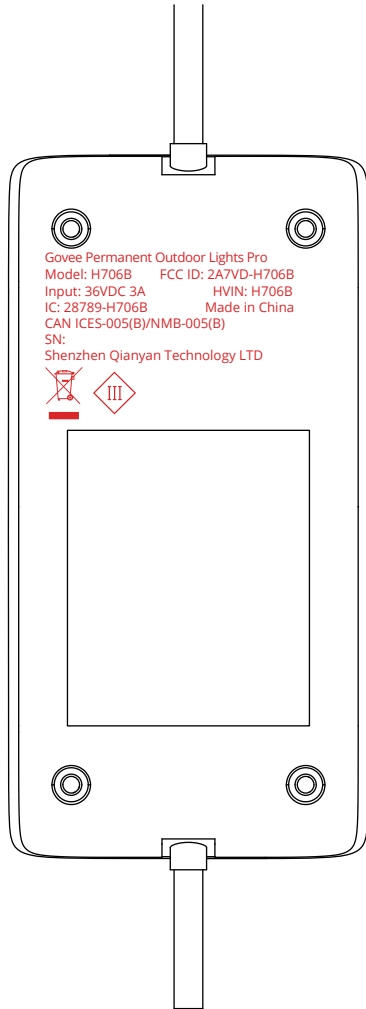 Govee Permanent Outdoor Lights Pro
Model: H706B FCC ID: 2A7VD-H706B
Input: 36VDC 3A HVIN: H706B
IC: 28789-H706B Made in China
CAN ICES-005(B)/NMB-005(B)
SN:
Shenzhen Qianyan Technology LTD
III